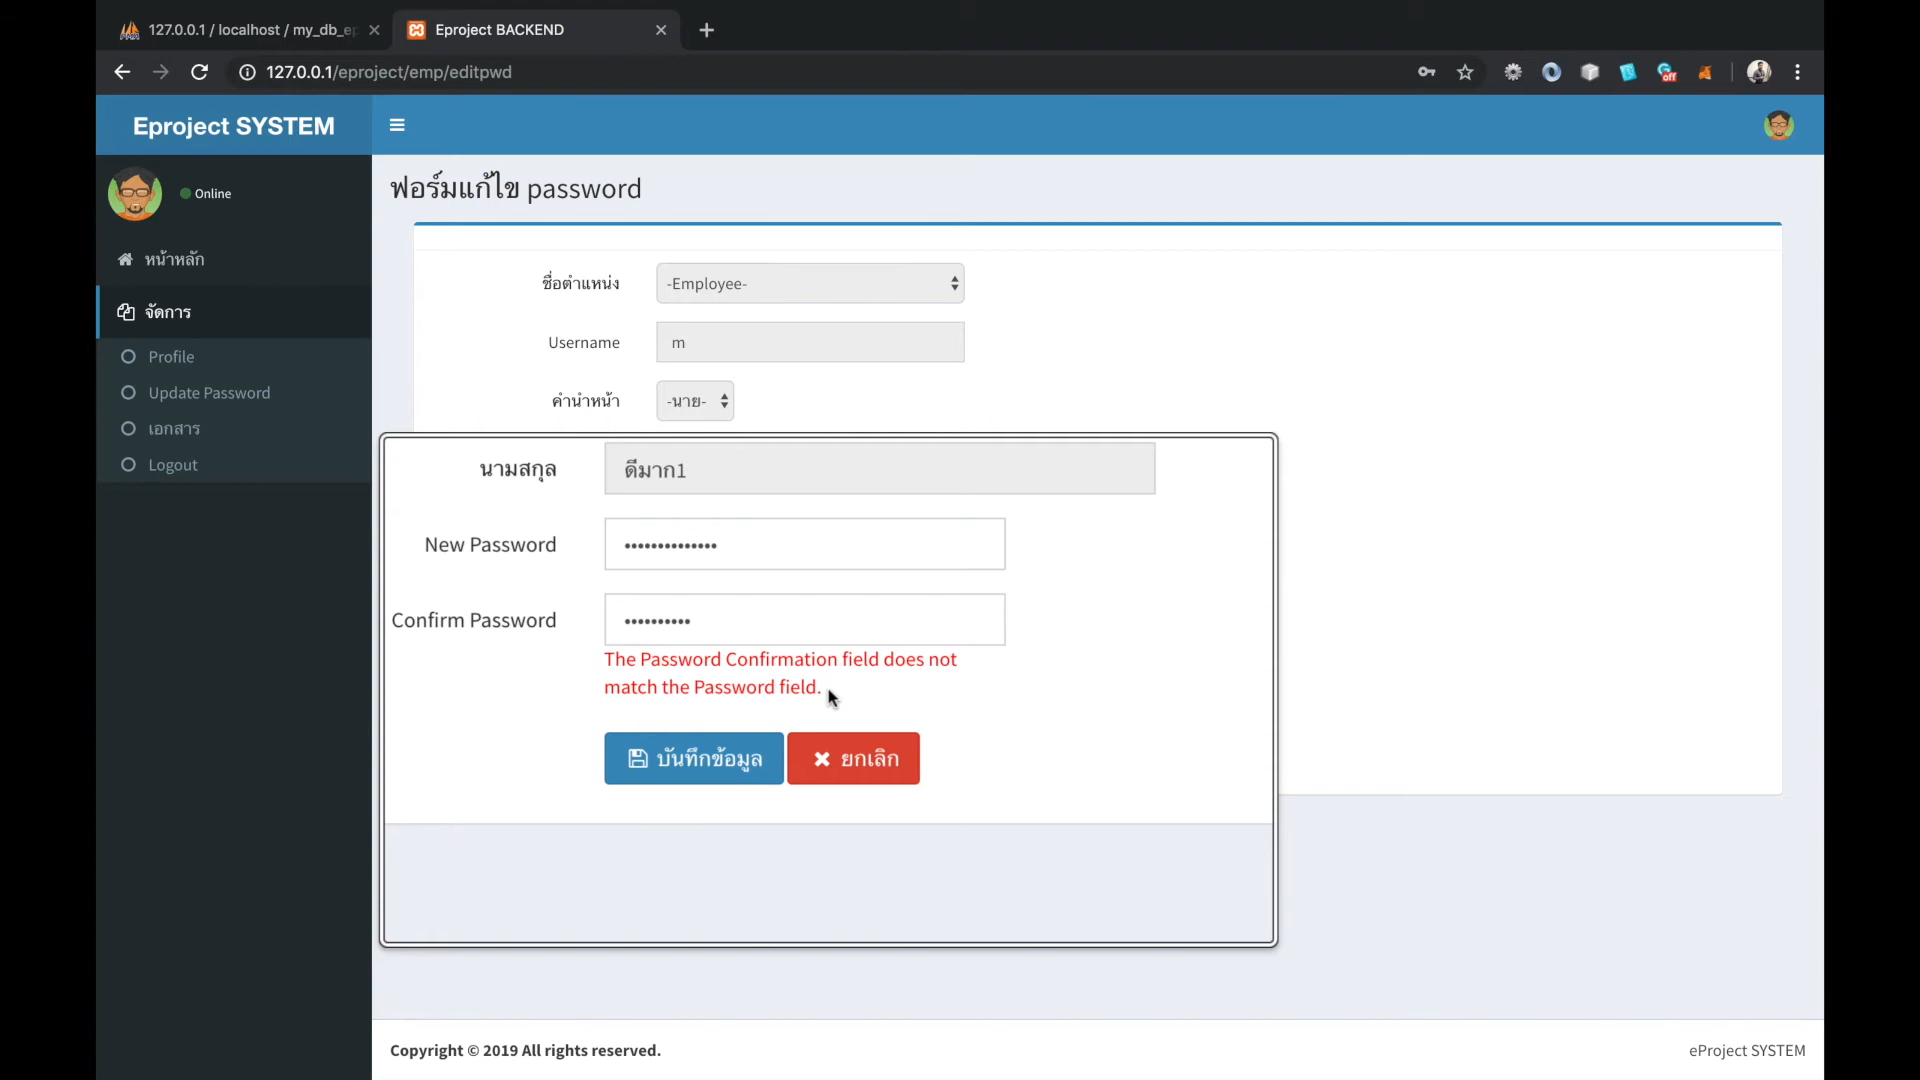 127.0.0.1 / localhost / my_db_ep
Eproject BACKEND
127.0.0.1/eproject/emp/editpwd
off
Eproject SYSTEM
Online
หน้าหลัก
จัดการ
Profile
Update Password
เอกสาร
Logout
ฟอร์มแก้ไข password
ชื่อตำแหน่ง -Employee-
Username m
คำนำหน้า -นาย-
นามสกุล ดีมาก1
New Password ••••••••••••••
Confirm Password ••••••••••
The Password Confirmation field does not
match the Password field.
บันทึกข้อมูล ยกเลิก
Copyright © 2019 All rights reserved.
eProject SYSTEM